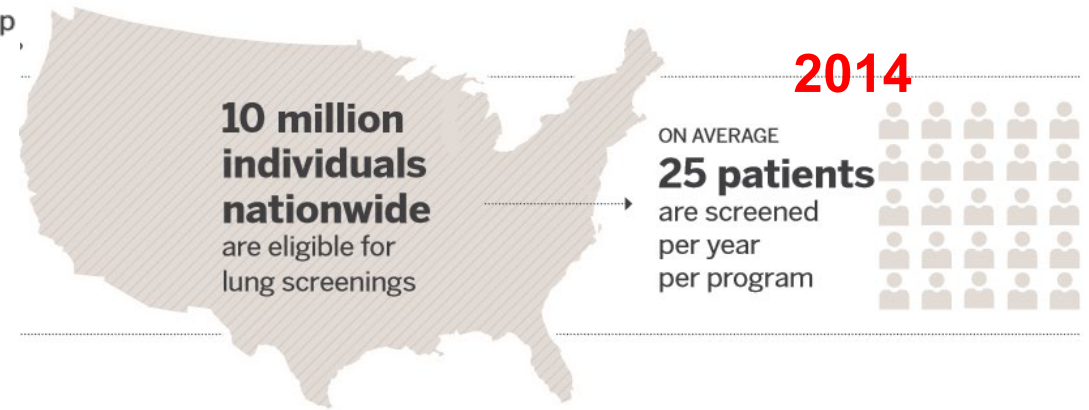 p
10 million
individuals
nationwide
are eligible for
lung screenings
2014
ON AVERAGE
25 patients
are screened
per year
per program